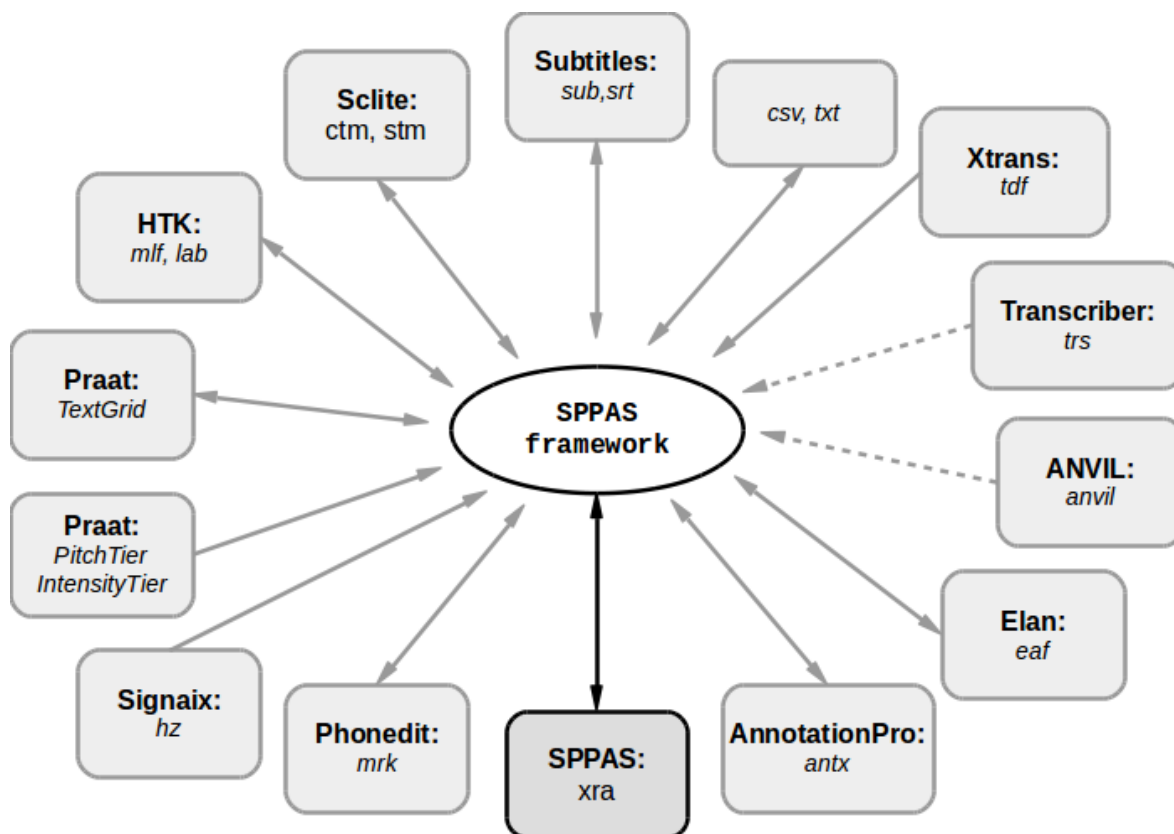 Subtitles:
sub,srt
Sclite:
ctm, stm
csv, txt
Xtrans:
tdf
HTK:
mlf, lab
Transcriber:
trs
Praat:
TextGrid
SPPAS
framework
ANVIL:
anvil
Praat:
PitchTier
IntensityTier
Elan:
eaf
Signaix:
hz
Phonedit:
mrk
SPPAS:
xra
AnnotationPro:
antx